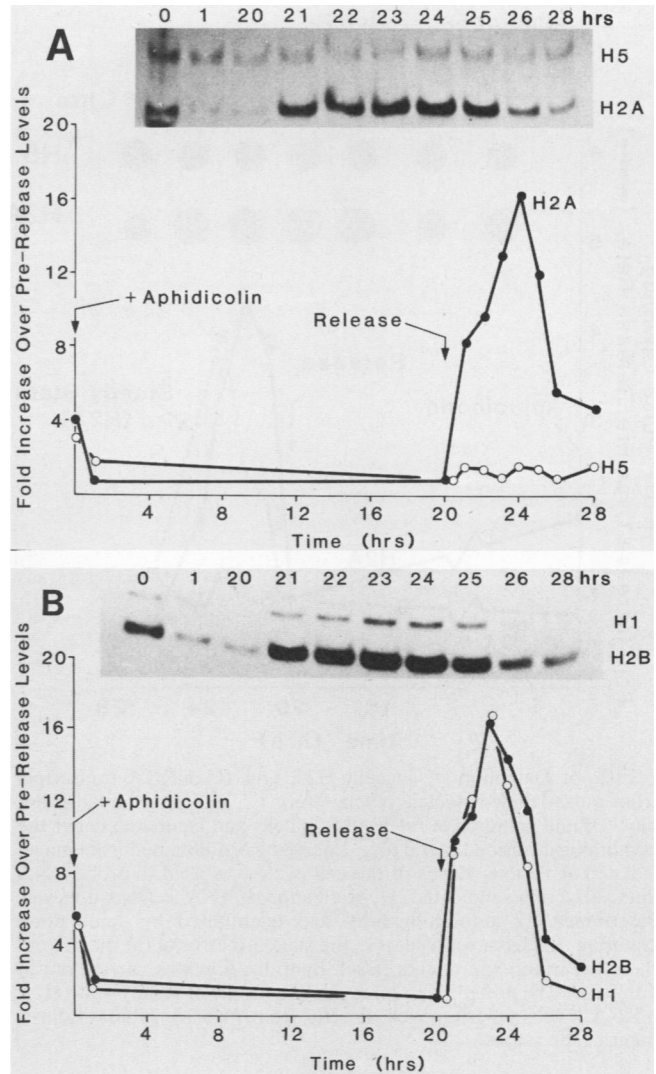 A
0 1 20 21 22 23 24 25 26 28 hrs
H5
H2A
Fold Increase Over Pre-Release Levels
20
16
12
8
4
+ Aphidicolin
Release
H2A
H5
4 8 12 16 20 24 28
Time (hrs)
B
0 1 20 21 22 23 24 25 26 28 hrs
H1
H2B
Fold Increase Over Pre-Release Levels
20
16
12
8
4
+ Aphidicolin
Release
H2B
H1
4 8 12 16 20 24 28
Time (hrs)